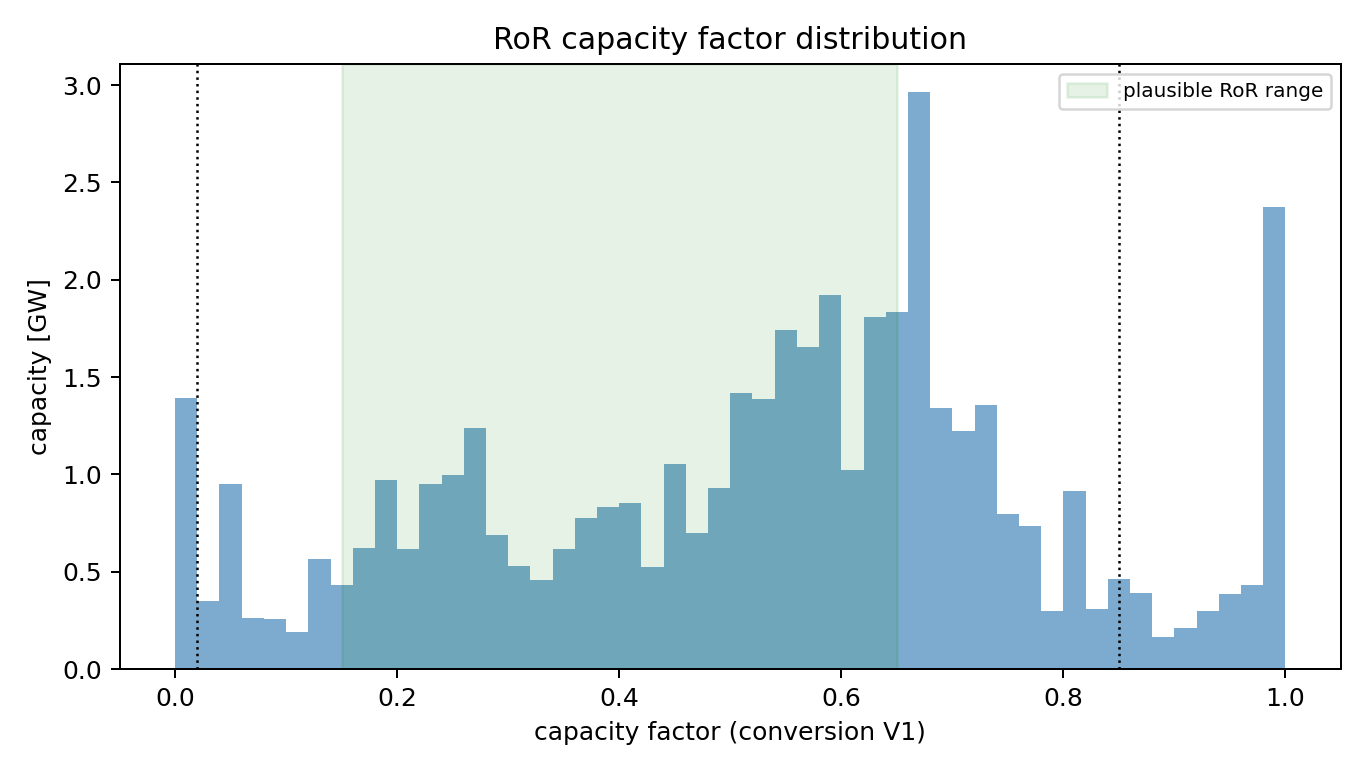 RoR capacity factor distribution
plausible RoR range
3.0
2.5
2.0
1.5
1.0
0.5
0.0
capacity [GW]
0.0 0.2 0.4 0.6 0.8 1.0
capacity factor (conversion V1)